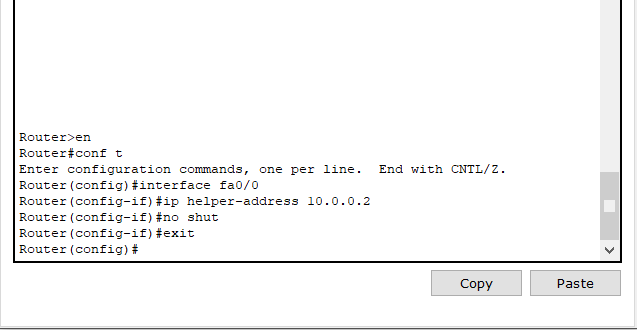 Router>en
Router#conf t
Enter configuration commands, one per line.  End with CNTL/Z.
Router(config)#interface fa0/0
Router(config-if)#ip helper-address 10.0.0.2
Router(config-if)#no shut
Router(config-if)#exit
Router(config)#
Copy Paste